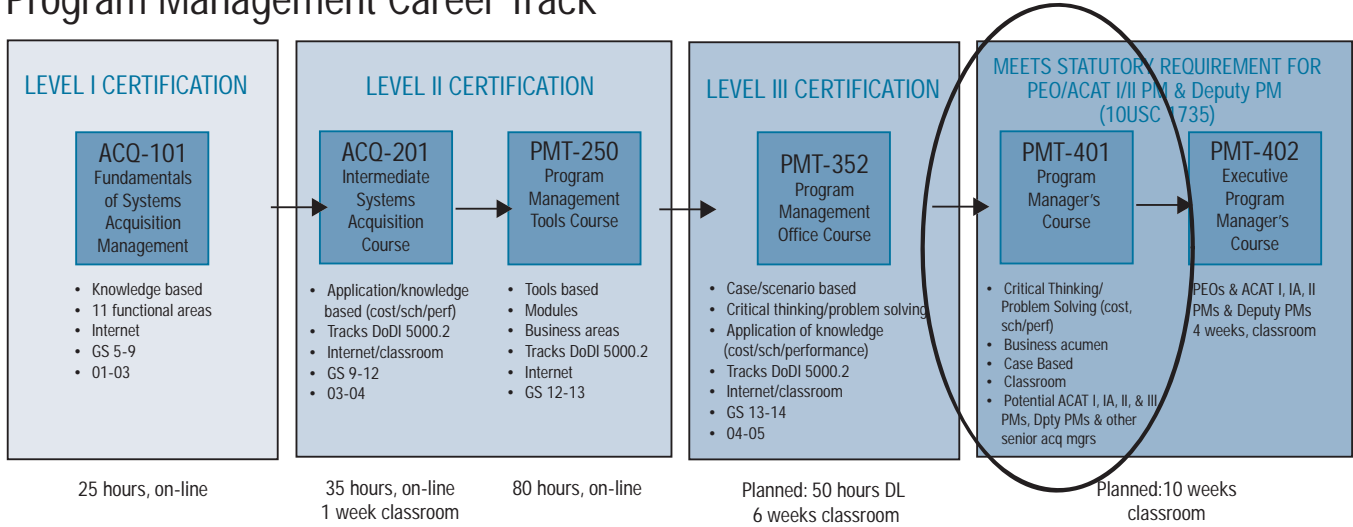 Program Management Career Track
LEVEL I CERTIFICATION
ACQ-101
Fundamentals
of Systems
Acquisition
Management
• Knowledge based
• 11 functional areas
• Internet
• GS 5-9
• 01-03
25 hours, on-line
LEVEL II CERTIFICATION
ACQ-201
Intermediate
Systems
Acquisition
Course
• Application/knowledge
based (cost/sch/perf)
• Tracks DoDI 5000.2
• Internet/classroom
• GS 9-12
• 03-04
35 hours, on-line
1 week classroom
PMT-250
Program
Management
Tools Course
• Tools based
• Modules
• Business areas
• Tracks DoDI 5000.2
• Internet
• GS 12-13
80 hours, on-line
LEVEL III CERTIFICATION
PMT-352
Program
Management
Office Course
• Case/scenario based
• Critical thinking/problem solving
• Application of knowledge
(cost/sch/performance)
• Tracks DoDI 5000.2
• Internet/classroom
• GS 13-14
• 04-05
Planned: 50 hours DL
6 weeks classroom
MEETS STATUTORY REQUIREMENT FOR
PEO/ACAT I/II PM & Deputy PM
(10USC 1735)
PMT-401
Program
Manager's
Course
• Critical Thinking/
Problem Solving (cost,
sch/perf)
• Business acumen
• Case Based
• Classroom
• Potential ACAT I, IA, II, & III
PMs, Dpty PMs & other
senior acq mgrs
PMT-402
Executive
Program
Manager's
Course
PEOs & ACAT I, IA, II
PMs & Deputy PMs
4 weeks, classroom
Planned:10 weeks
classroom